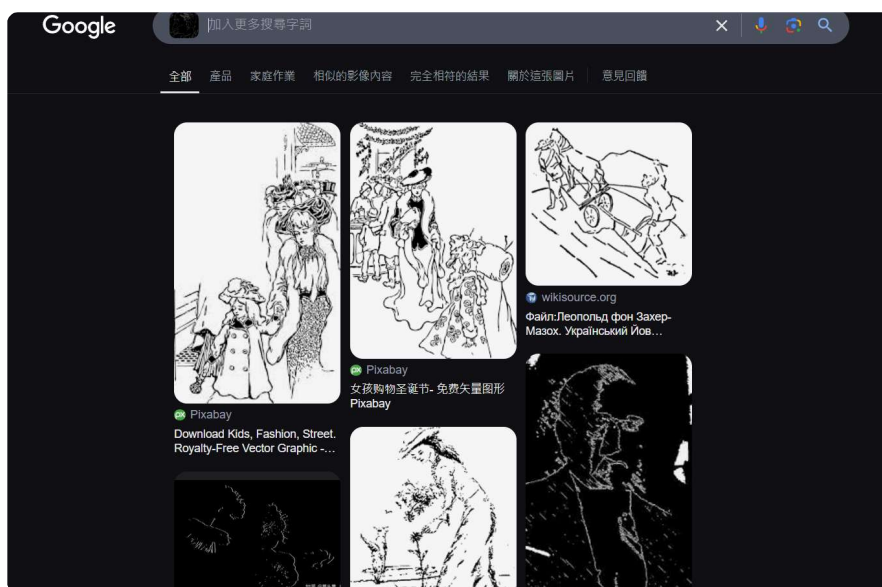 Google
加入更多搜尋字詞
全部 產品 家庭作業 相似的影像內容 完全相符的結果 關於這張圖片 意見回饋
Pixabay
Download Kids, Fashion, Street.
Royalty-Free Vector Graphic -…
Pixabay
女孩购物圣诞节- 免费矢量图形
Pixabay
wikisource.org
Файл:Леопольд фон Захер-
Мазох. Український Йов…